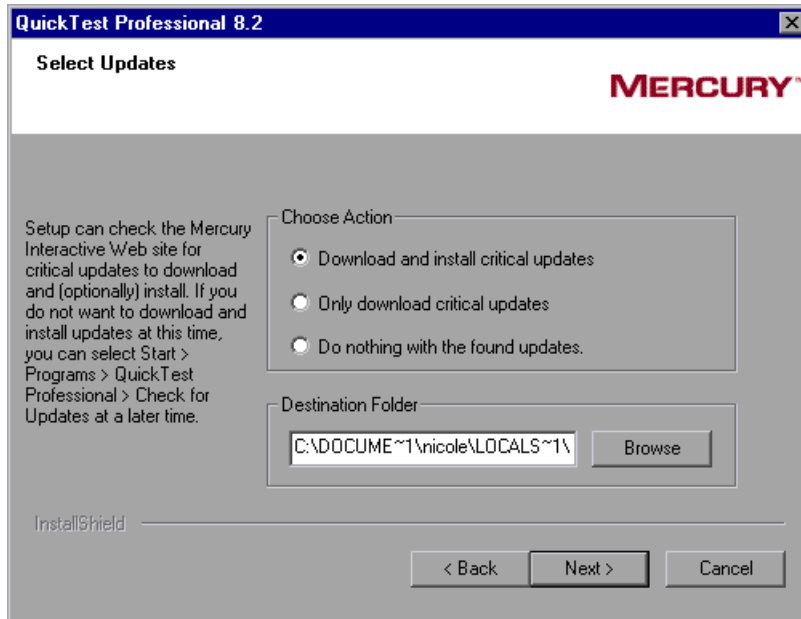 QuickTest Professional 8.2
Select Updates
MERCURY™
Setup can check the Mercury
Interactive Web site for
critical updates to download
and (optionally) install. If you
do not want to download and
install updates at this time,
you can select Start >
Programs > QuickTest
Professional > Check for
Updates at a later time.
Choose Action
Download and install critical updates
Only download critical updates
Do nothing with the found updates.
Destination Folder
C:\DOCUME~1\nicole\LOCALS~1\
Browse
InstallShield
< Back
Next >
Cancel